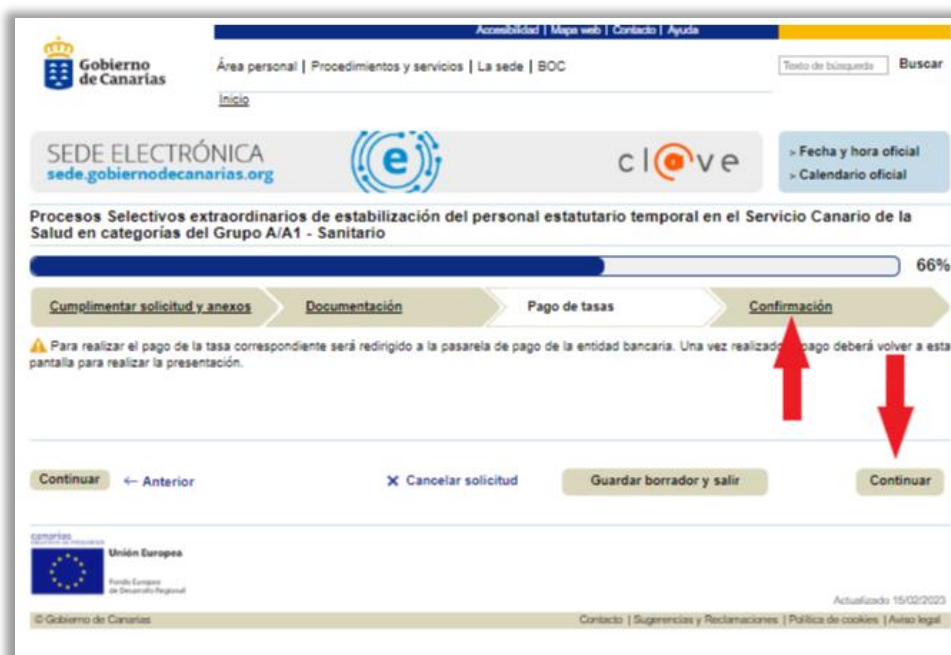 Accesibilidad | Mapa web | Contacto | Ayuda
Gobierno
de Canarias
Área personal | Procedimientos y servicios | La sede | BOC
Texto de búsqueda Buscar
Inicio
SEDE ELECTRÓNICA
sede.gobiernodecanarias.org
e
cl@ve
> Fecha y hora oficial
> Calendario oficial
Procesos Selectivos extraordinarios de estabilización del personal estatutario temporal en el Servicio Canario de la
Salud en categorías del Grupo A/A1 - Sanitario
66%
Cumplimentar solicitud y anexos Documentación Pago de tasas Confirmación
Para realizar el pago de la tasa correspondiente será redirigido a la pasarela de pago de la entidad bancaria. Una vez realizado pago deberá volver a esta
pantalla para realizar la presentación.
Continuar ← Anterior X Cancelar solicitud Guardar borrador y salir Continuar
canarias
Unión Europea
Fondo Europeo
de Desarrollo Regional
Actualizado 15/02/2023
© Gobierno de Canarias Contacto | Sugerencias y Reclamaciones | Política de cookies | Aviso legal